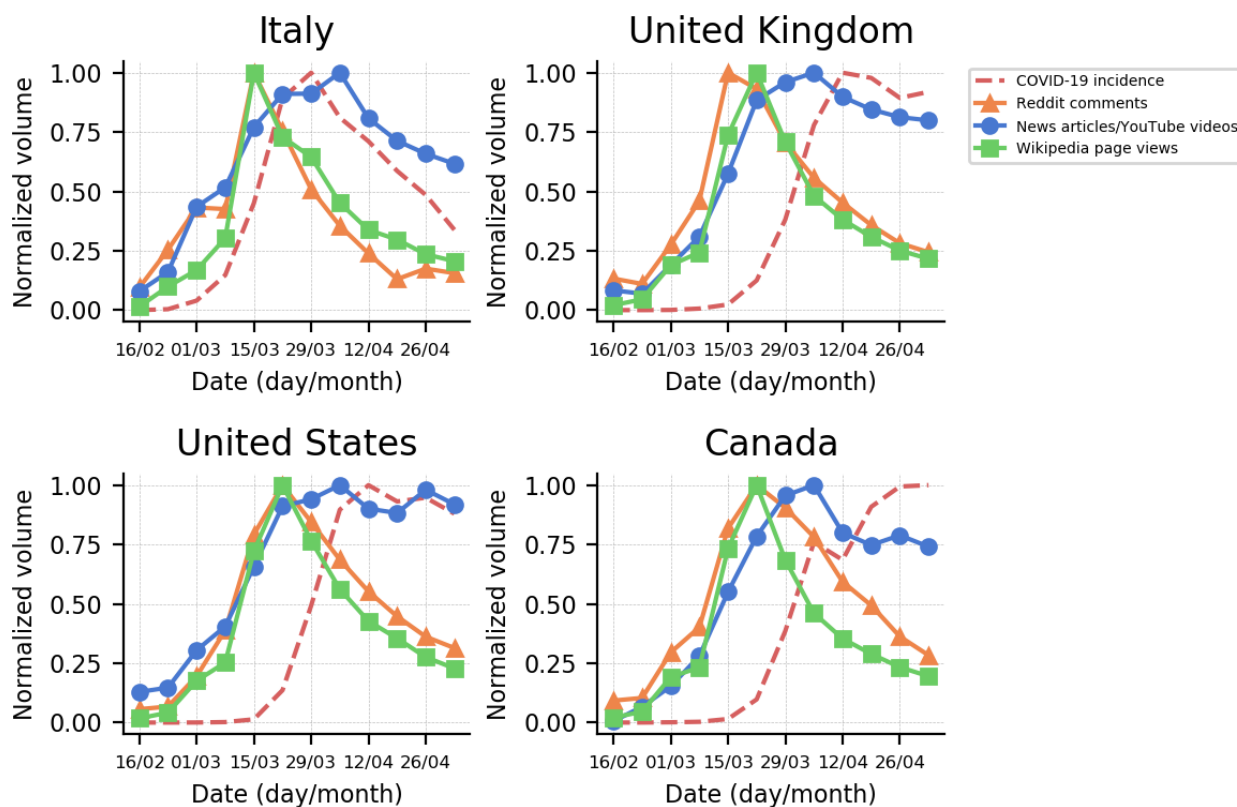 Italy
1.00
0.75
0.50
0.25
0.00
Normalized volume
16/02 01/03 15/03 29/03 12/04 26/04
Date (day/month)
United Kingdom
1.00
0.75
0.50
0.25
0.00
Normalized volume
16/02 01/03 15/03 29/03 12/04 26/04
Date (day/month)
COVID-19 incidence
Reddit comments
News articles/YouTube videos
Wikipedia page views
United States
1.00
0.75
0.50
0.25
0.00
Normalized volume
16/02 01/03 15/03 29/03 12/04 26/04
Date (day/month)
Canada
1.00
0.75
0.50
0.25
0.00
Normalized volume
16/02 01/03 15/03 29/03 12/04 26/04
Date (day/month)